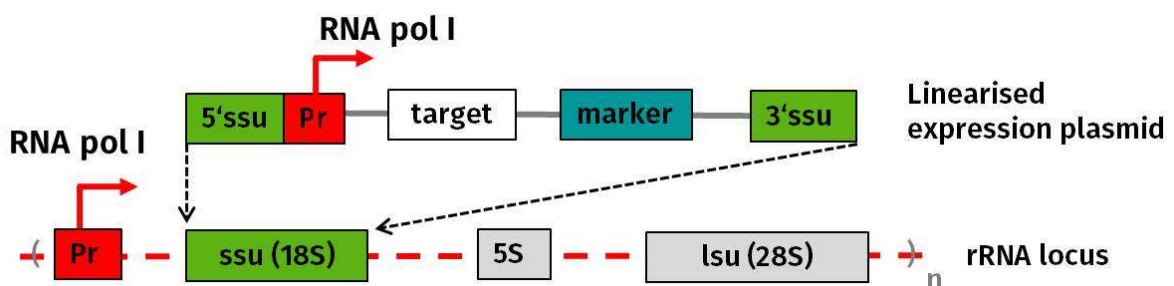 RNA pol I
5‘ssu Pr target marker 3‘ssu
Linearised
expression plasmid
RNA pol I
( Pr ssu (18S) 5S lsu (28S) )n rRNA locus